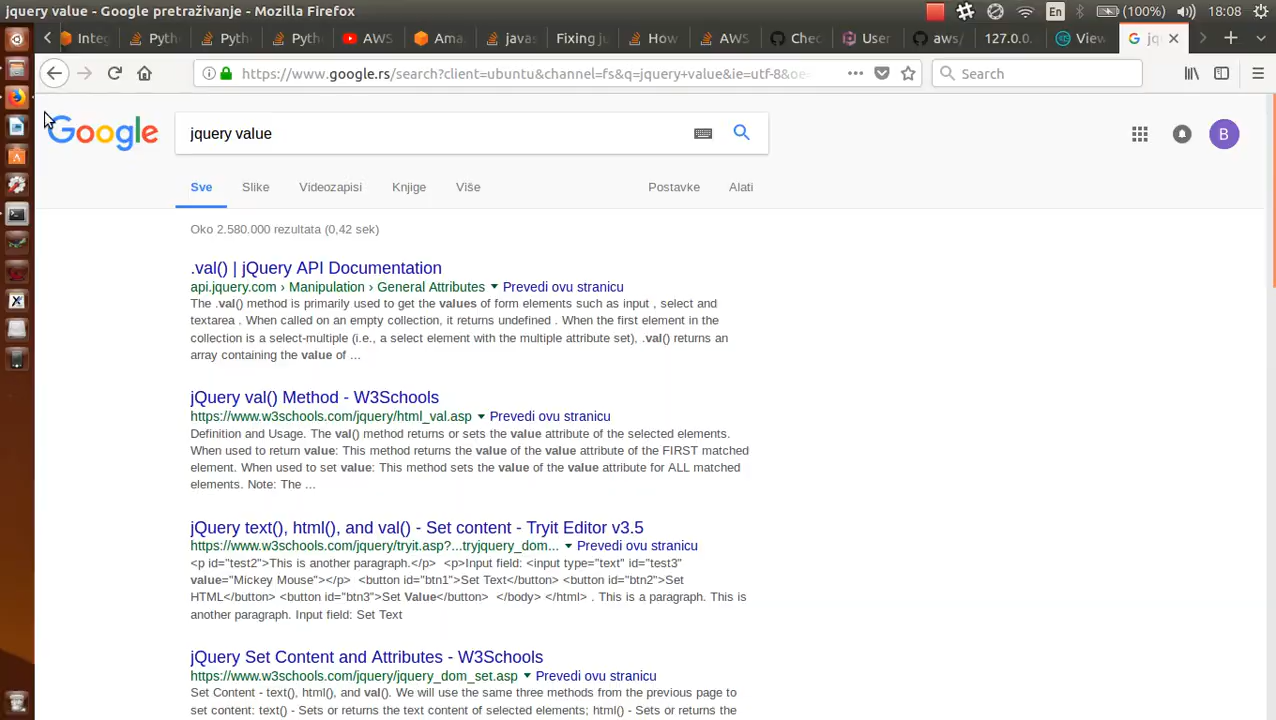 jquery value - Google pretraživanje - Mozilla Firefox
En
(100%)
18:08
Integ
Pyth
Pyth
Pyth
AWS
Ama
javas
Fixing ju
How
AWS
Chec
User
aws/
127.0.0.
View
jq
https://www.google.rs/search?client=ubuntu&channel=fs&q=jquery+value&ie=utf-8&oe=
Search
Google
jquery value
B
Sve
Slike
Videozapisi
Knjige
Više
Postavke
Alati
Oko 2.580.000 rezultata (0,42 sek)
.val() | jQuery API Documentation
api.jquery.com › Manipulation › General Attributes ▼ Prevedi ovu stranicu
The .val() method is primarily used to get the values of form elements such as input , select and
textarea . When called on an empty collection, it returns undefined . When the first element in the
collection is a select-multiple (i.e., a select element with the multiple attribute set), .val() returns an
array containing the value of ...
jQuery val() Method - W3Schools
https://www.w3schools.com/jquery/html_val.asp ▼ Prevedi ovu stranicu
Definition and Usage. The val() method returns or sets the value attribute of the selected elements.
When used to return value: This method returns the value of the value attribute of the FIRST matched
element. When used to set value: This method sets the value of the value attribute for ALL matched
elements. Note: The ...
jQuery text(), html(), and val() - Set content - Tryit Editor v3.5
https://www.w3schools.com/jquery/tryit.asp?...tryjquery_dom... ▼ Prevedi ovu stranicu
<p id="test2">This is another paragraph.</p> <p>Input field: <input type="text" id="test3"
value="Mickey Mouse"></p> <button id="btn1">Set Text</button> <button id="btn2">Set
HTML</button> <button id="btn3">Set Value</button> </body> </html> . This is a paragraph. This is
another paragraph. Input field: Set Text
jQuery Set Content and Attributes - W3Schools
https://www.w3schools.com/jquery/jquery_dom_set.asp ▼ Prevedi ovu stranicu
Set Content - text(), html(), and val(). We will use the same three methods from the previous page to
set content: text() - Sets or returns the text content of selected elements; html() - Sets or returns the